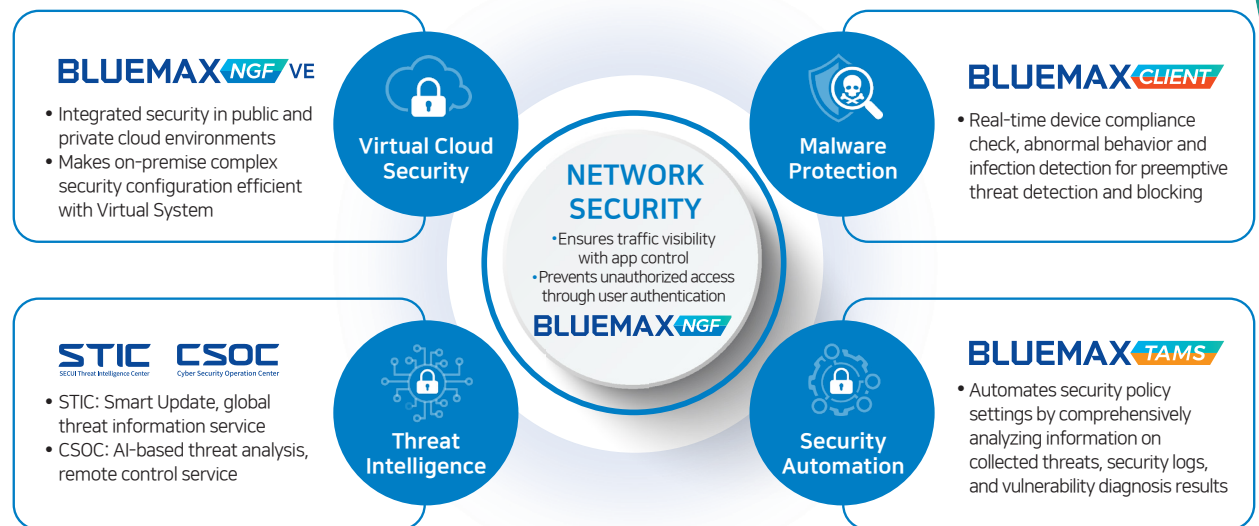 BLUEMAX NGF VE
• Integrated security in public and
private cloud environments
• Makes on-premise complex
security configuration efficient
with Virtual System
Virtual Cloud
Security
Malware
Protection
BLUEMAX CLIENT
• Real-time device compliance
check, abnormal behavior and
infection detection for preemptive
threat detection and blocking
NETWORK
SECURITY
•Ensures traffic visibility
with app control
•Prevents unauthorized access
through user authentication
BLUEMAX NGF
STIC CSOC
SECUI Threat Intelligence Center Cyber Security Operation Center
• STIC: Smart Update, global
threat information service
• CSOC: AI-based threat analysis,
remote control service
Threat
Intelligence
Security
Automation
BLUEMAX TAMS
• Automates security policy
settings by comprehensively
analyzing information on
collected threats, security logs,
and vulnerability diagnosis results